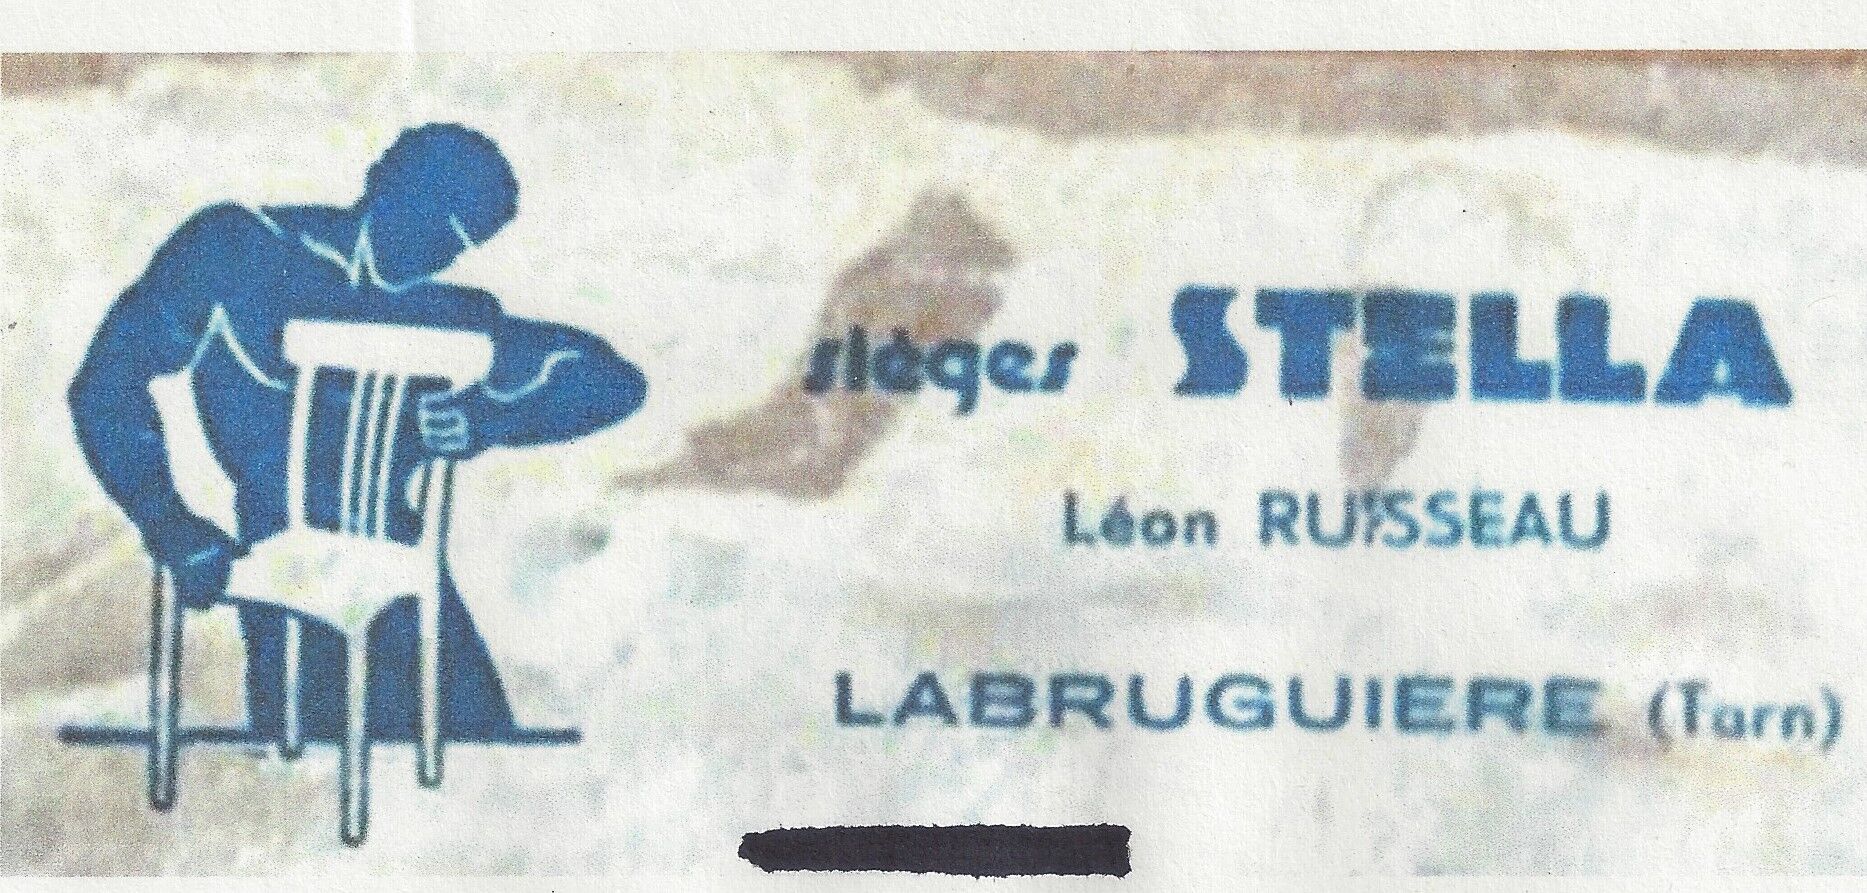 sièges STELLA
Léon RUISSEAU
LABRUGUIERE (Tarn)